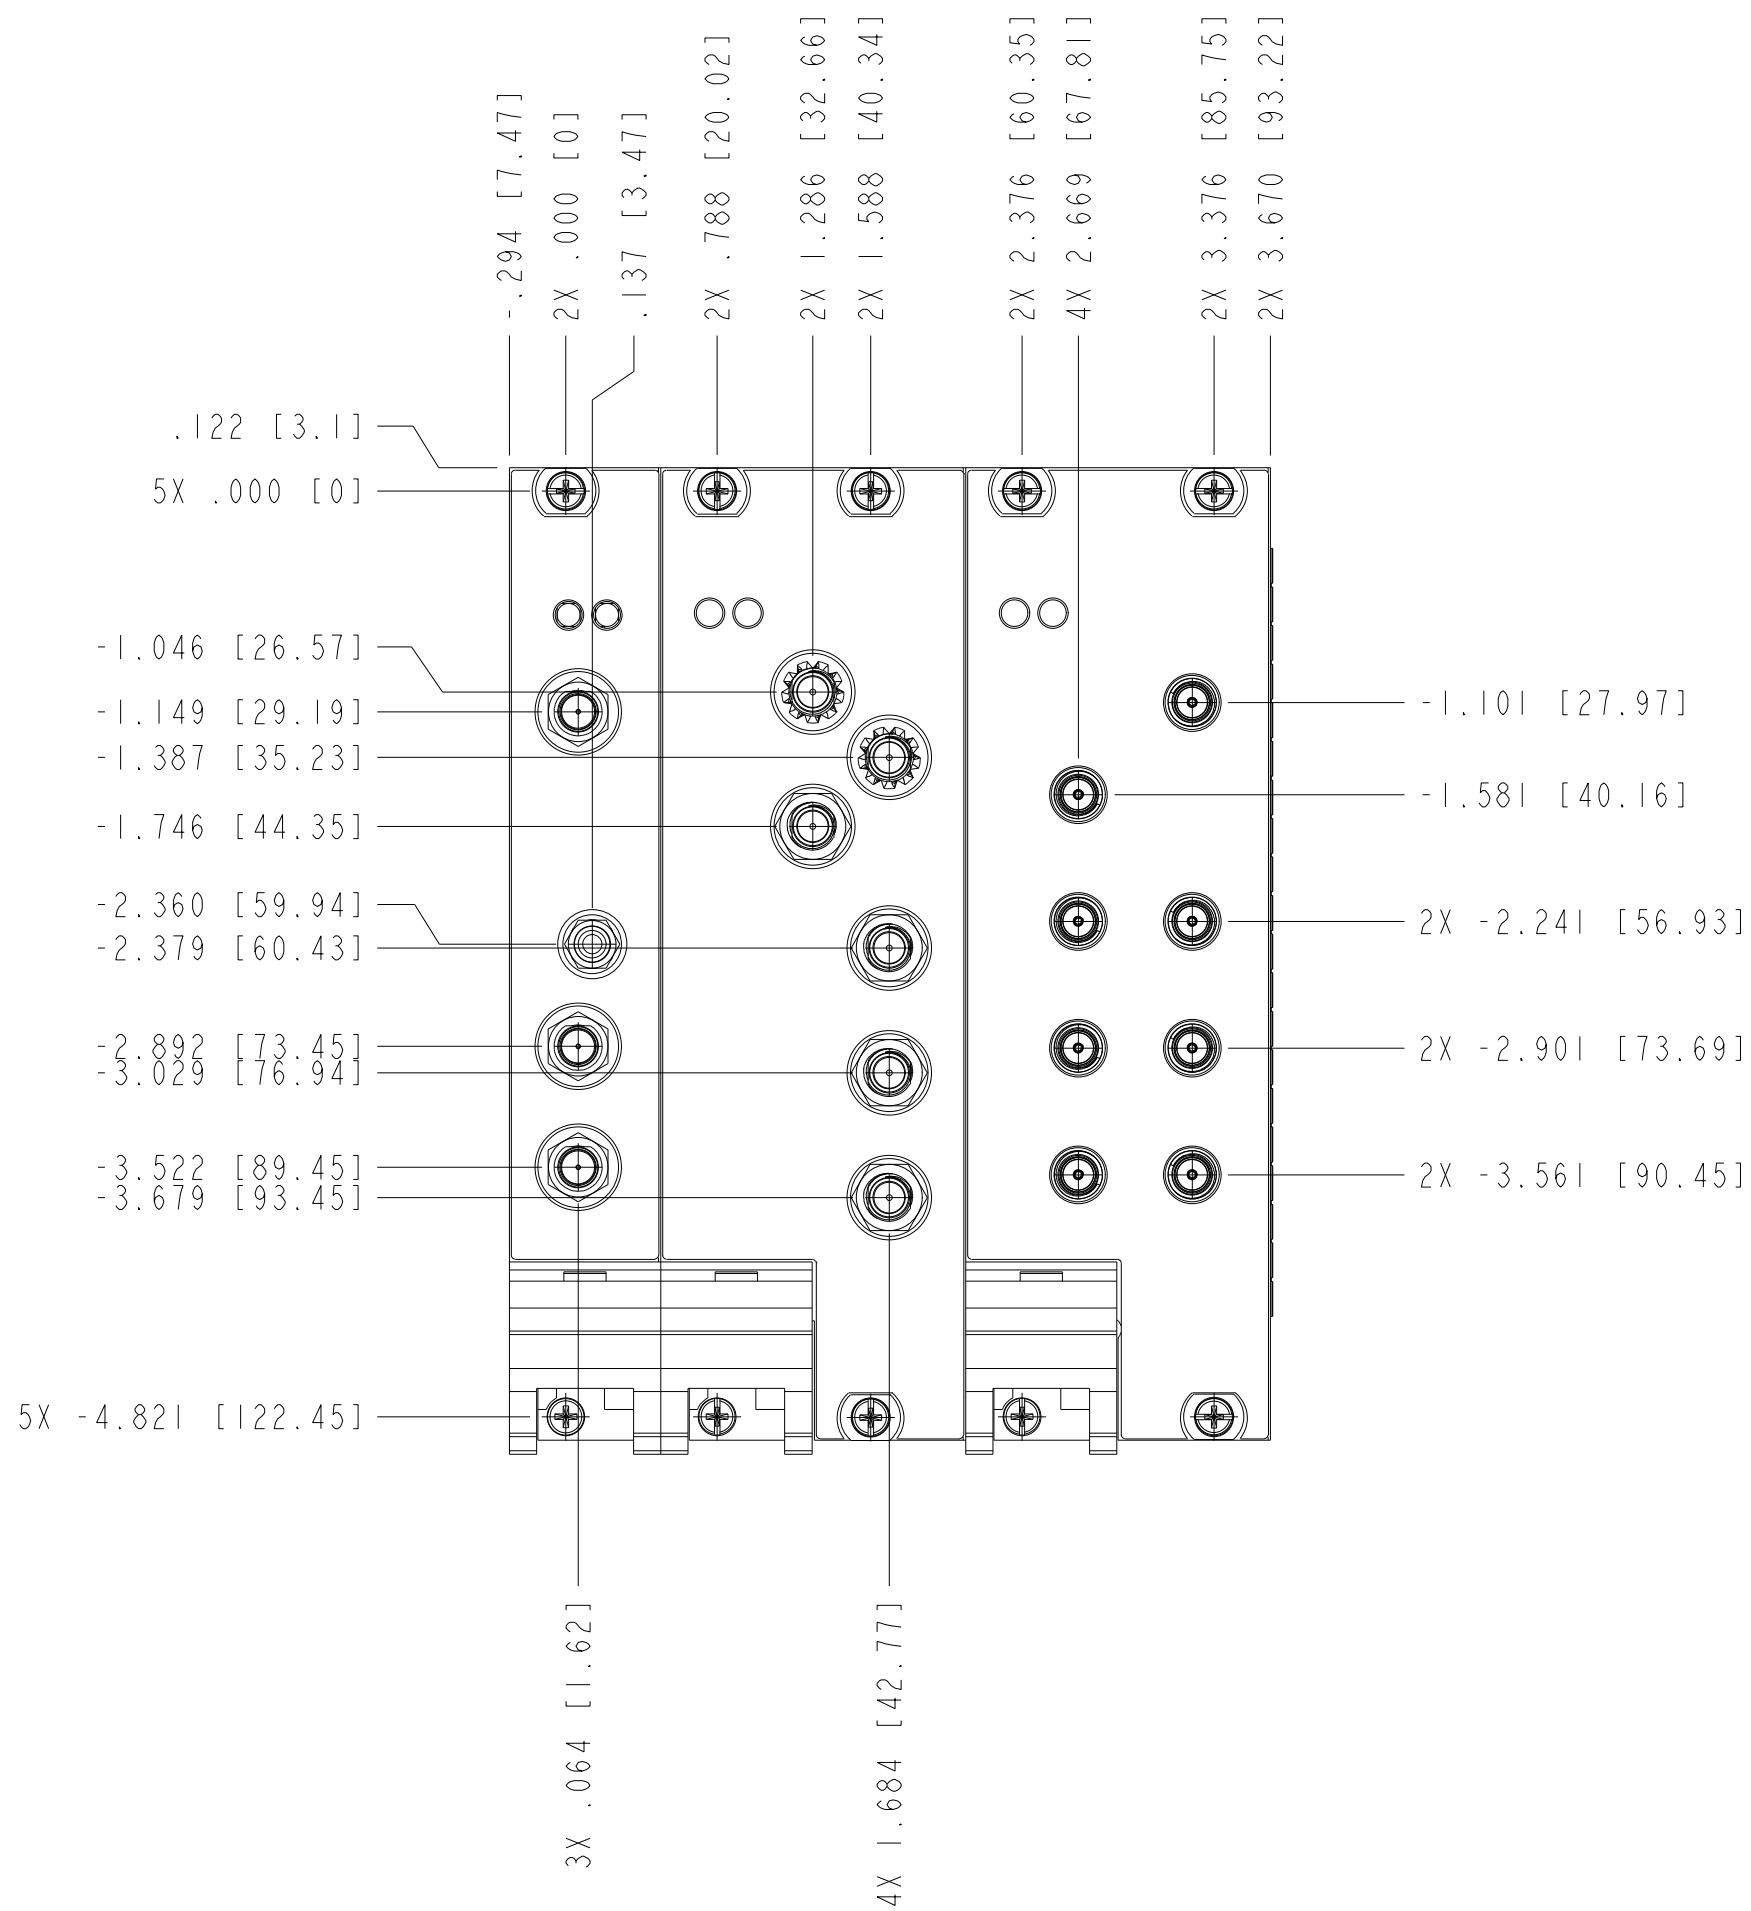 -.294 [7.47]
2X .000 [0]
.137 [3.47]
2X .788 [20.02]
2X 1.286 [32.66]
2X 1.588 [40.34]
2X 2.376 [60.35]
4X 2.669 [67.81]
2X 3.376 [85.75]
2X 3.670 [93.22]
.122 [3.1]
5X .000 [0]
-1.046 [26.57]
-1.149 [29.19]
-1.387 [35.23]
-1.746 [44.35]
-2.360 [59.94]
-2.379 [60.43]
-2.892 [73.45]
-3.029 [76.94]
-3.522 [89.45]
-3.679 [93.45]
5X -4.821 [122.45]
-1.101 [27.97]
-1.581 [40.16]
2X -2.241 [56.93]
2X -2.901 [73.69]
2X -3.561 [90.45]
3X .064 [1.62]
4X 1.684 [42.77]